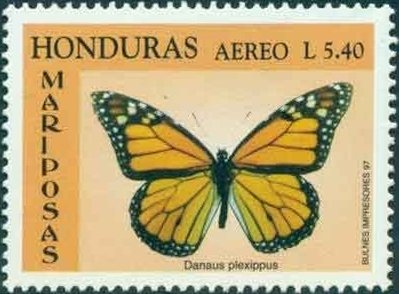 HONDURAS AEREO L 5.40
MARIPOSAS
Danaus plexippus
BULNES IMPRESORES 97